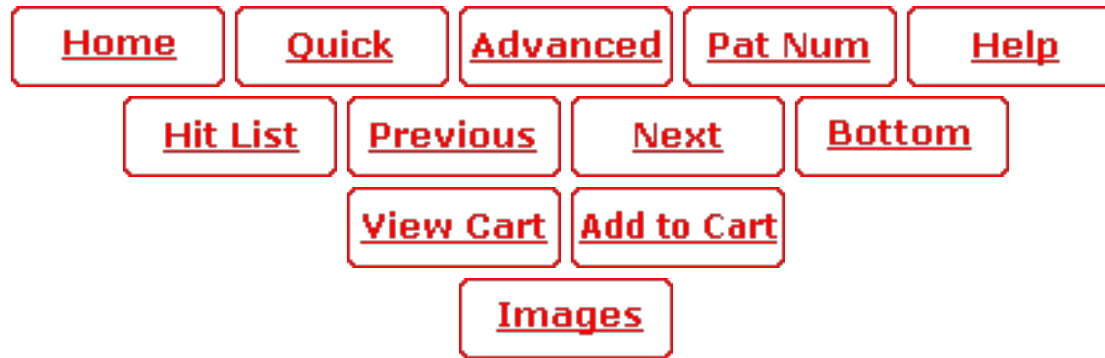 Home Quick Advanced Pat Num Help
Hit List Previous Next Bottom
View Cart Add to Cart
Images